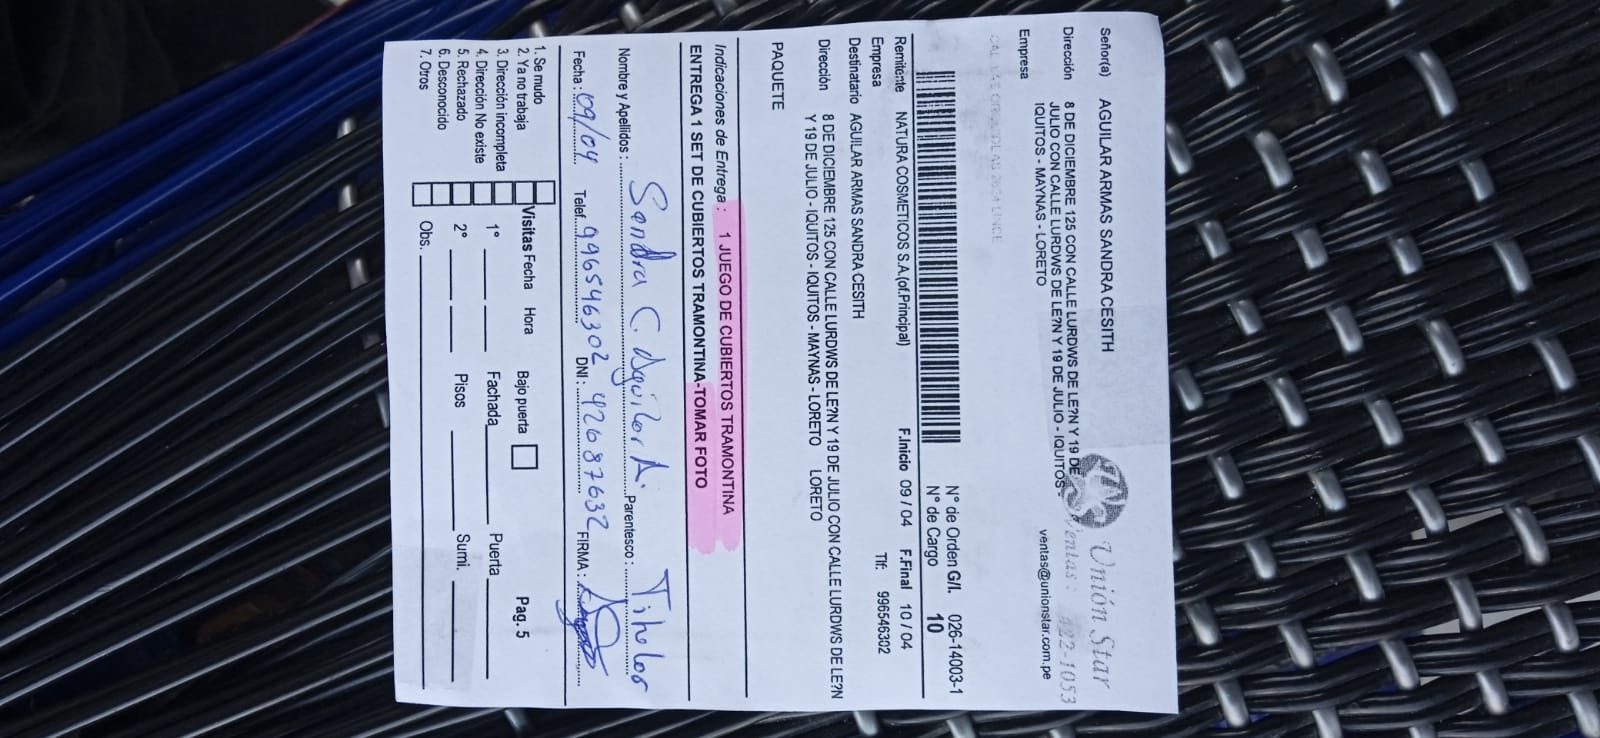 Unión Star
Ventas : 422-1053
ventas@unionstar.com.pe
Señor(a) AGUILAR ARMAS SANDRA CESITH
Dirección 8 DE DICIEMBRE 125 CON CALLE LURDWS DE LE?N Y 19 DE
JULIO CON CALLE LURDWS DE LE?N Y 19 DE JULIO - IQUITOS -
IQUITOS - MAYNAS - LORETO
Empresa
LINCE
N° de Orden G/I. 026-14003-1
N° de Cargo 10
Remitente NATURA COSMETICOS S.A.(of.Principal) F.Inicio 09 / 04 F.Final 10 / 04
Empresa Tlf: 996546302
Destinatario AGUILAR ARMAS SANDRA CESITH
Dirección 8 DE DICIEMBRE 125 CON CALLE LURDWS DE LE?N Y 19 DE JULIO CON CALLE LURDWS DE LE?N
Y 19 DE JULIO - IQUITOS - IQUITOS - MAYNAS - LORETO LORETO
PAQUETE
Indicaciones de Entrega : 1 JUEGO DE CUBIERTOS TRAMONTINA
ENTREGA 1 SET DE CUBIERTOS TRAMONTINA-TOMAR FOTO
Nombre y Apellidos : Sandra C. Aguilar A. Parentesco : Titular
Fecha : 09/04 Telef. 996546302 DNI : 42687632 FIRMA :
1. Se mudo
2. Ya no trabaja
3. Dirección incompleta
4. Dirección No existe
5. Rechazado
6. Desconocido
7. Otros
Visitas Fecha Hora Bajo puerta Pag. 5
1° Fachada Puerta
2° Pisos Sumi.
Obs.